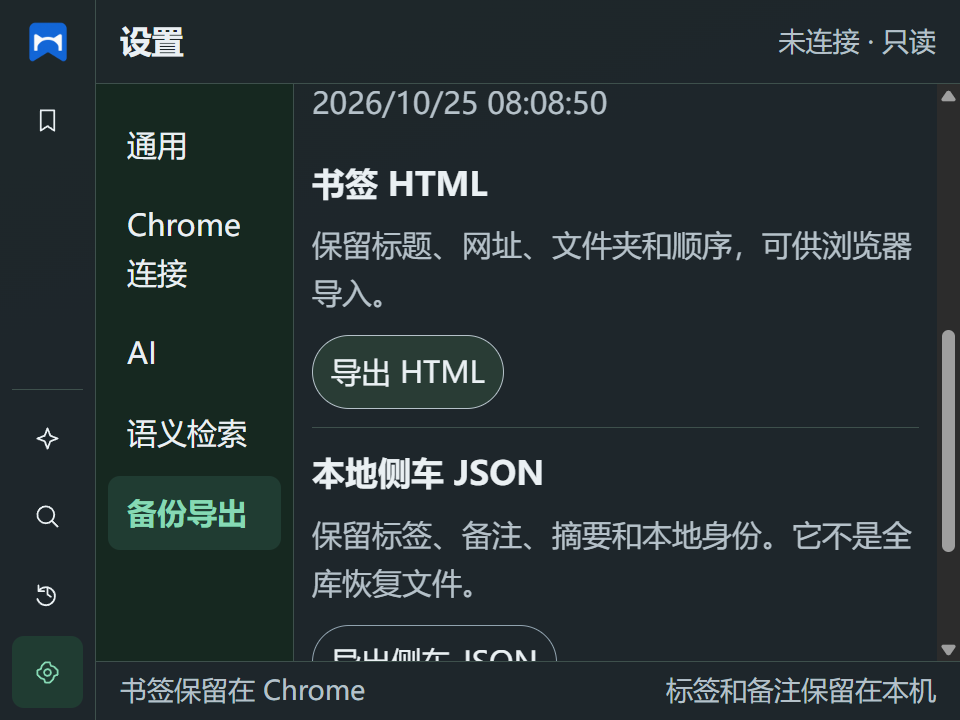 设置
未连接 · 只读
通用
Chrome
连接
AI
语义检索
备份导出
2026/10/25 08:08:50
书签 HTML
保留标题、网址、文件夹和顺序，可供浏览器
导入。
导出 HTML
本地侧车 JSON
保留标签、备注、摘要和本地身份。它不是全
库恢复文件。
导出侧车 JSON
书签保留在 Chrome
标签和备注保留在本机